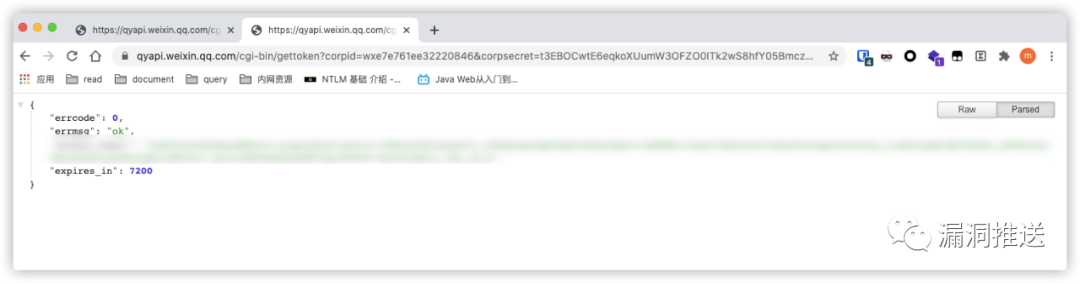 https://qyapi.weixin.qq.com/cg
https://qyapi.weixin.qq.com/cg
qyapi.weixin.qq.com/cgi-bin/gettoken?corpid=wxe7e761ee32220846&corpsecret=t3EBOCwtE6eqkoXUumW3OFZO0ITk2wS8hfY05Bmcz...
4
1
m
应用
read
document
query
内网资源
NTLM 基础 介绍 -...
Java Web从入门到...
Raw
Parsed
{
"errcode": 0,
"errmsg": "ok",
"expires_in": 7200
}
漏洞推送